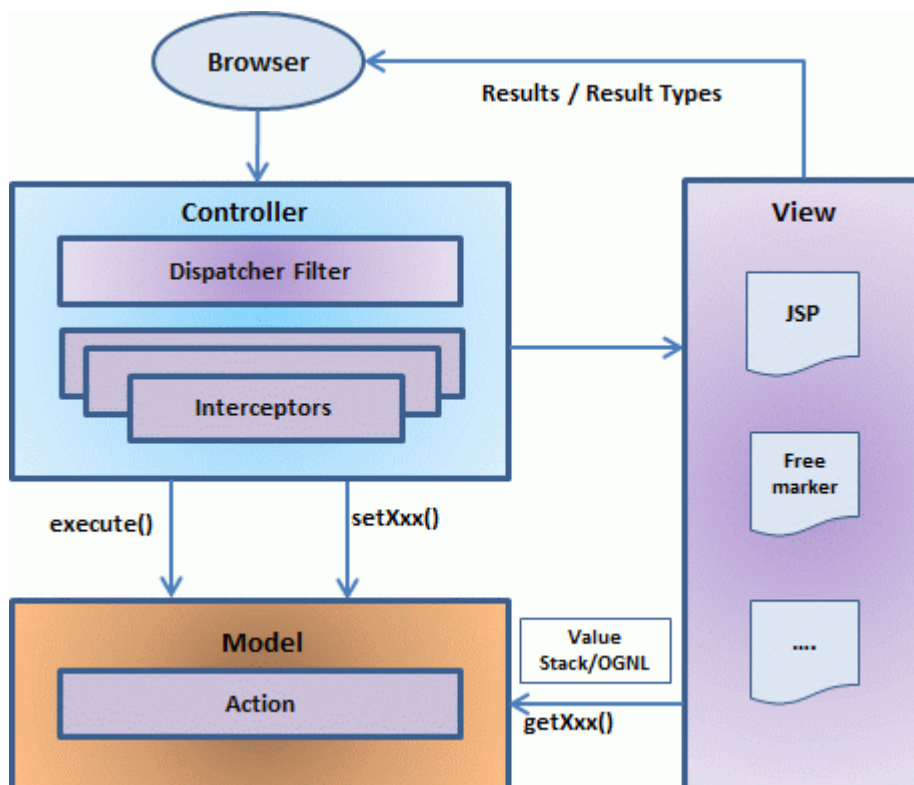 Browser
Results / Result Types
Controller
Dispatcher Filter
Interceptors
View
JSP
Free
marker
....
execute()
setXxx()
Model
Action
Value
Stack/OGNL
getXxx()